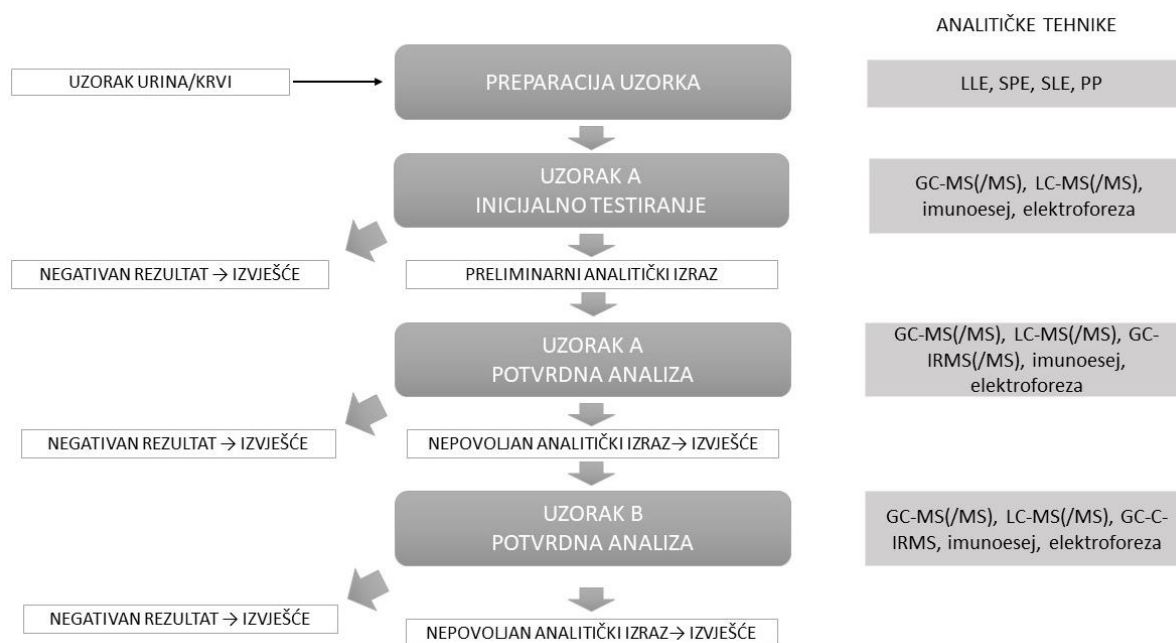 ANALITIČKE TEHNIKE
UZORAK URINA/KRVI
PREPARACIJA UZORKA
LLE, SPE, SLE, PP
UZORAK A
INICIJALNO TESTIRANJE
GC-MS(/MS), LC-MS(/MS),
imunoesej, elektroforeza
NEGATIVAN REZULTAT → IZVJEŠĆE
PRELIMINARNI ANALITIČKI IZRAZ
UZORAK A
POTVRDNA ANALIZA
GC-MS(/MS), LC-MS(/MS), GC-
IRMS(/MS), imunoesej,
elektroforeza
NEGATIVAN REZULTAT → IZVJEŠĆE
NEPOVOLJAN ANALITIČKI IZRAZ→ IZVJEŠĆE
UZORAK B
POTVRDNA ANALIZA
GC-MS(/MS), LC-MS(/MS), GC-C-
IRMS, imunoesej, elektroforeza
NEGATIVAN REZULTAT → IZVJEŠĆE
NEPOVOLJAN ANALITIČKI IZRAZ→ IZVJEŠĆE